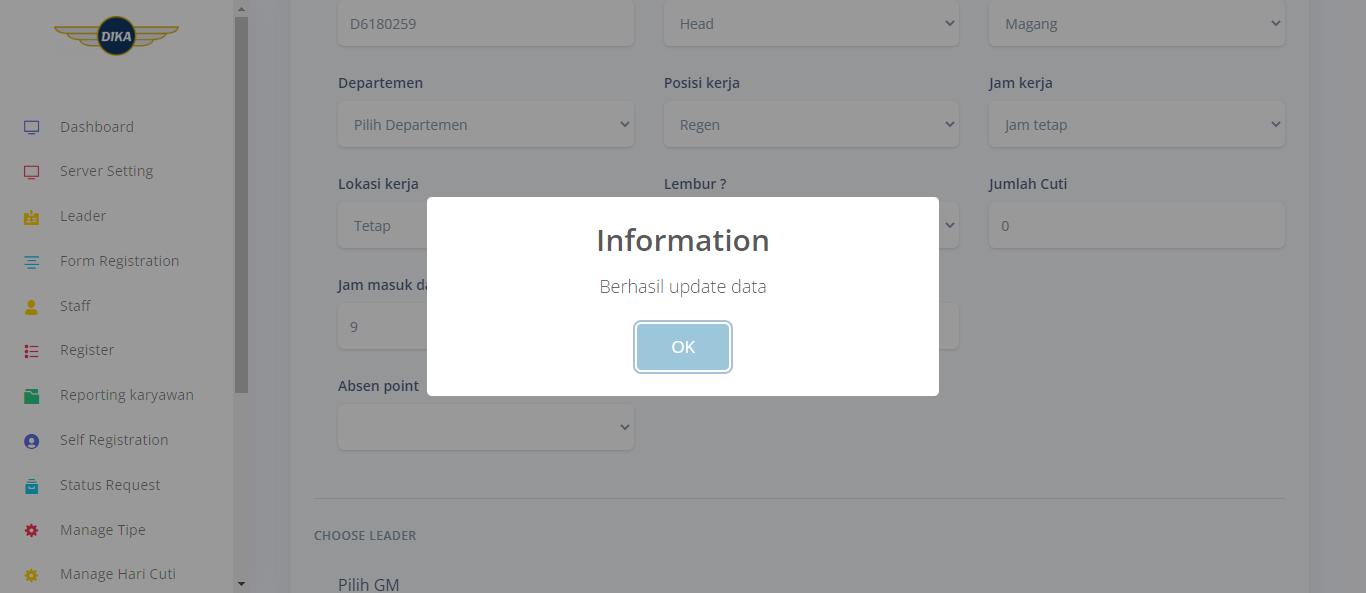 DIKA
Dashboard
Server Setting
Leader
Form Registration
Staff
Register
Reporting karyawan
Self Registration
Status Request
Manage Tipe
Manage Hari Cuti
D6180259
Head
Magang
Departemen
Posisi kerja
Jam kerja
Pilih Departemen
Regen
Jam tetap
Lokasi kerja
Lembur ?
Jumlah Cuti
Tetap
0
Jam masuk
9
Absen point
Information
Berhasil update data
OK
CHOOSE LEADER
Pilih GM